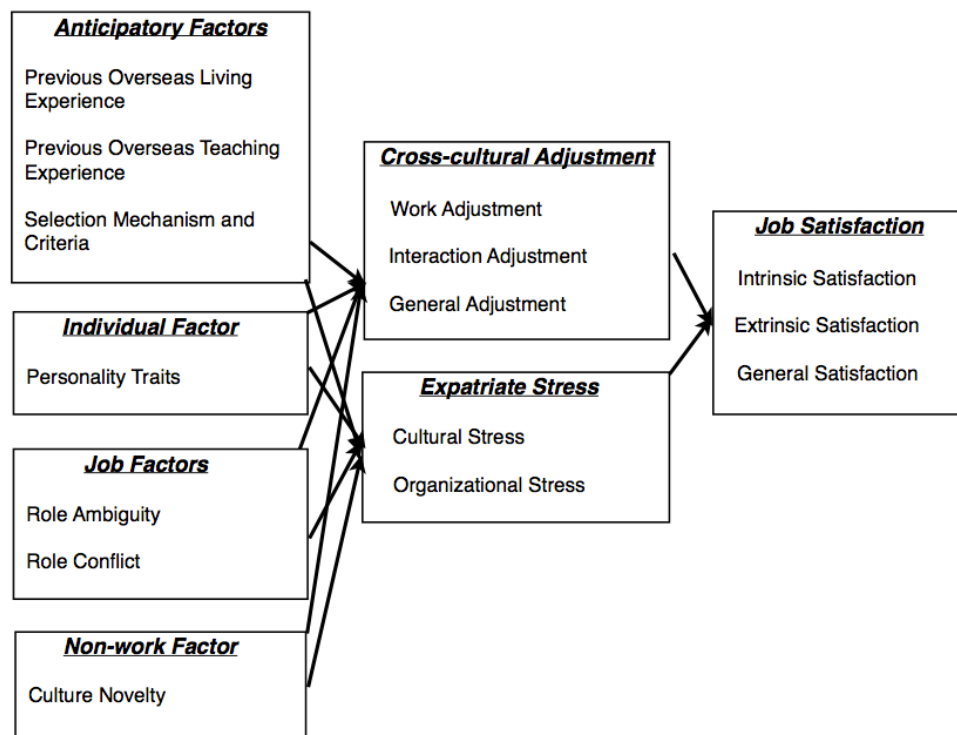 Anticipatory Factors
Previous Overseas Living
Experience
Previous Overseas Teaching
Experience
Selection Mechanism and
Criteria
Individual Factor
Personality Traits
Job Factors
Role Ambiguity
Role Conflict
Non-work Factor
Culture Novelty
Cross-cultural Adjustment
Work Adjustment
Interaction Adjustment
General Adjustment
Expatriate Stress
Cultural Stress
Organizational Stress
Job Satisfaction
Intrinsic Satisfaction
Extrinsic Satisfaction
General Satisfaction